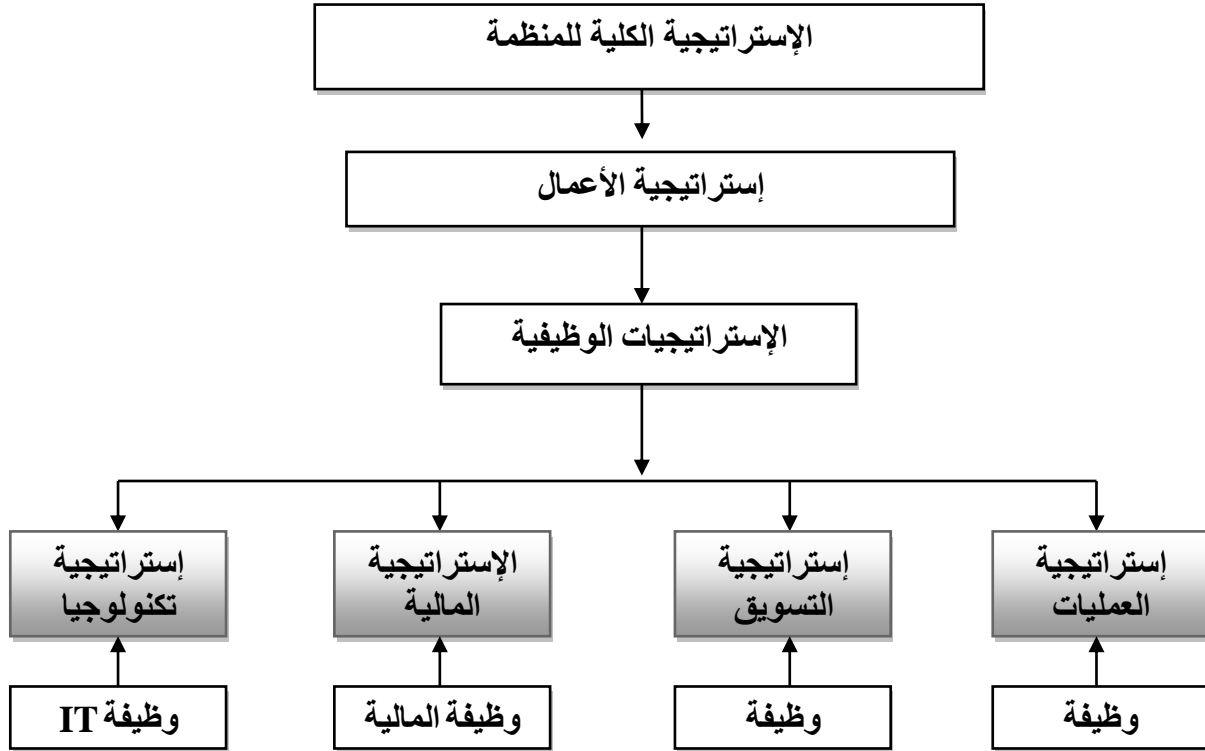 الإستراتيجية الكلية للمنظمة
إستراتيجية الأعمال
الإستراتيجيات الوظيفية
إستراتيجية
العمليات
إستراتيجية
التسويق
الإستراتيجية
المالية
إستراتيجية
تكنولوجيا
وظيفة
وظيفة
وظيفة المالية
وظيفة IT